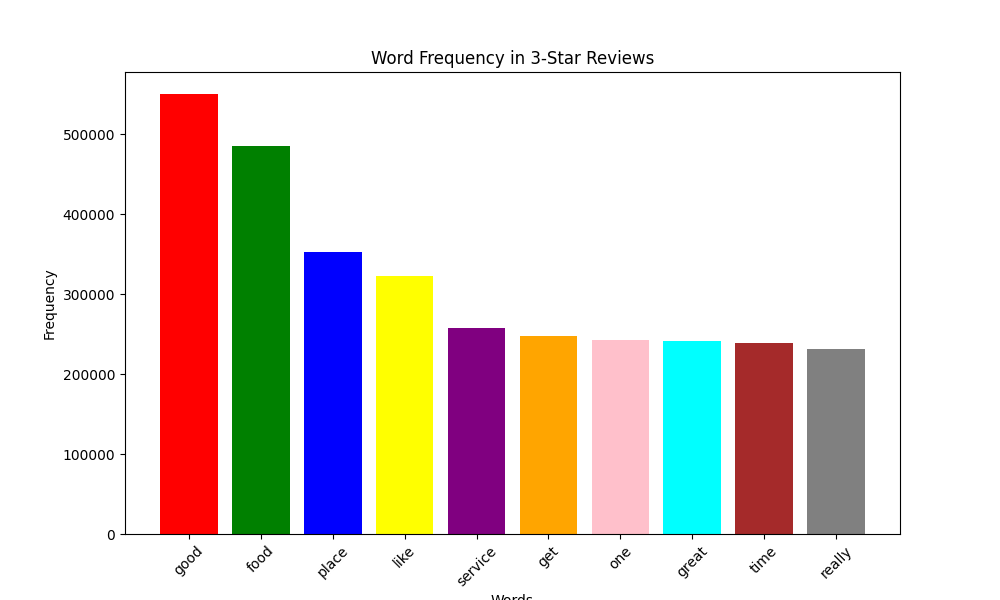 Word Frequency in 3-Star Reviews
Frequency
500000
400000
300000
200000
100000
0
good
food
place
like
service
get
one
great
time
really
Words